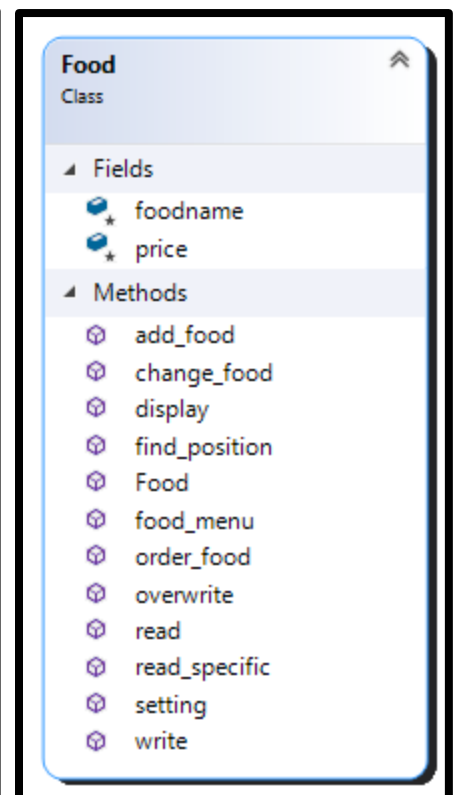 Food
Class
Fields
foodname
price
Methods
add_food
change_food
display
find_position
Food
food_menu
order_food
overwrite
read
read_specific
setting
write